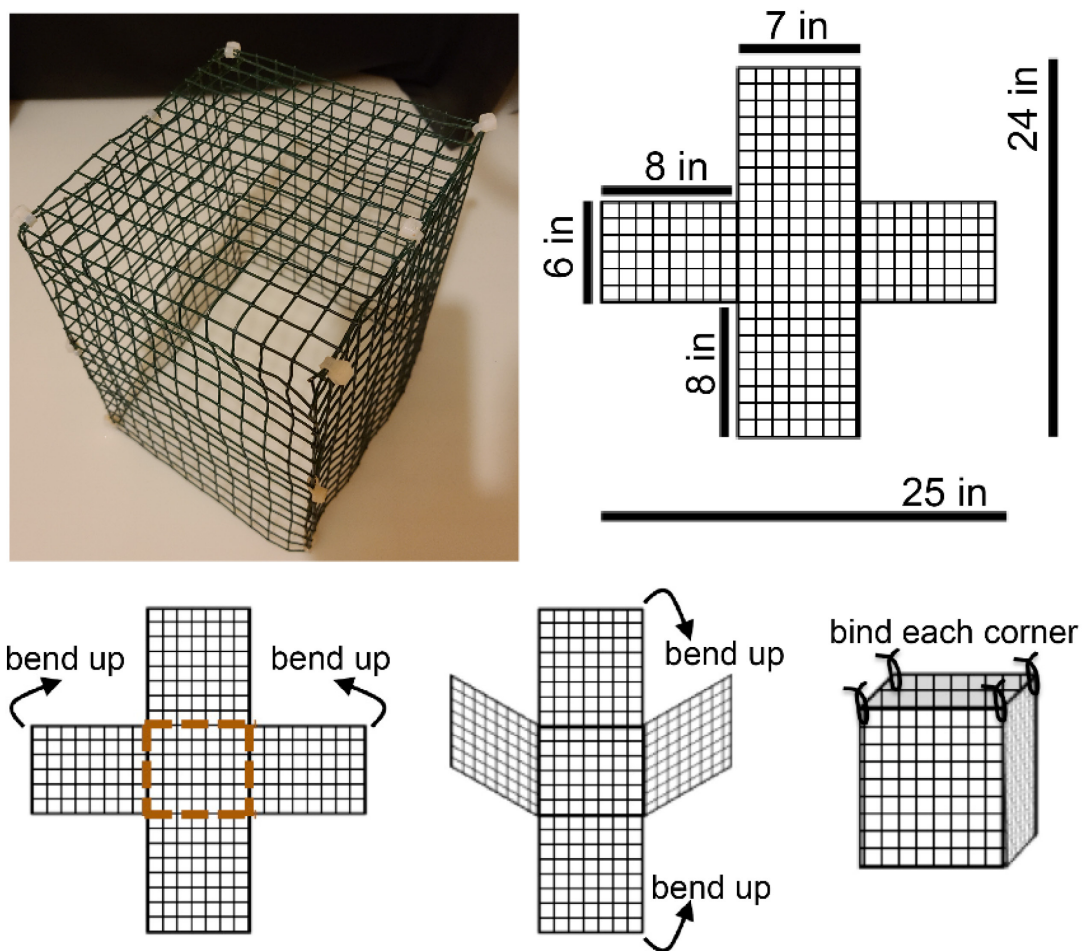 7 in
24 in
8 in
6 in
8 in
25 in
bend up
bend up
bend up
bend up
bind each corner